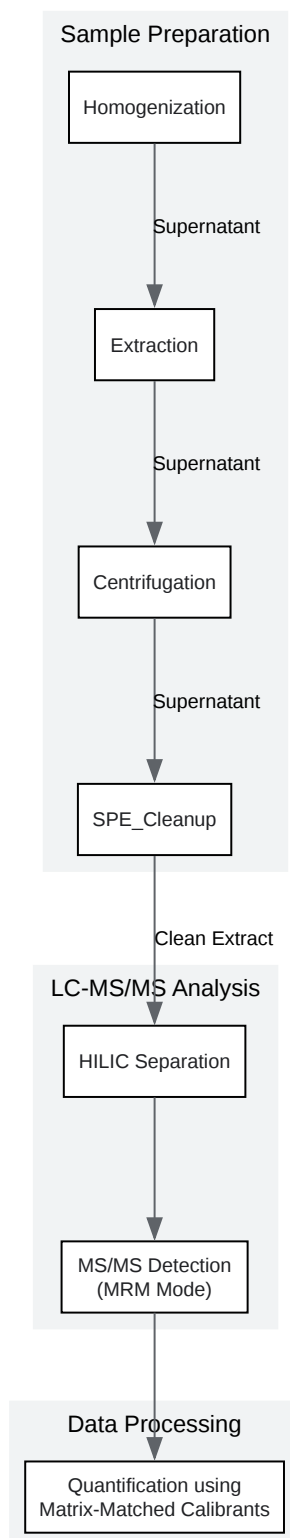 Sample Preparation
Homogenization
Supernatant
Extraction
Supernatant
Centrifugation
Supernatant
SPE_Cleanup
Clean Extract
LC-MS/MS Analysis
HILIC Separation
MS/MS Detection
(MRM Mode)
Data Processing
Quantification using
Matrix-Matched Calibrants